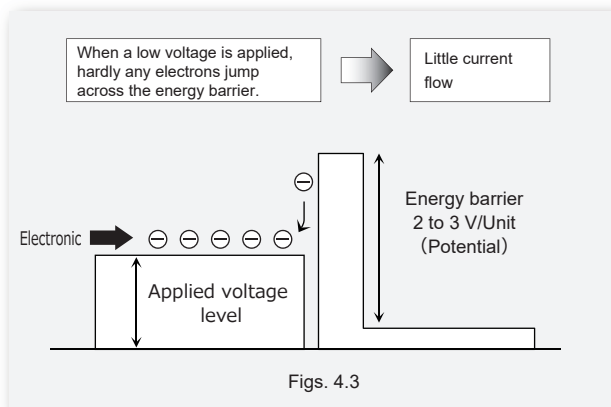 When a low voltage is applied,
hardly any electrons jump
across the energy barrier.
Little current
flow
Energy barrier
2 to 3 V/Unit
（Potential）
Electronic
Applied voltage
level
Figs. 4.3